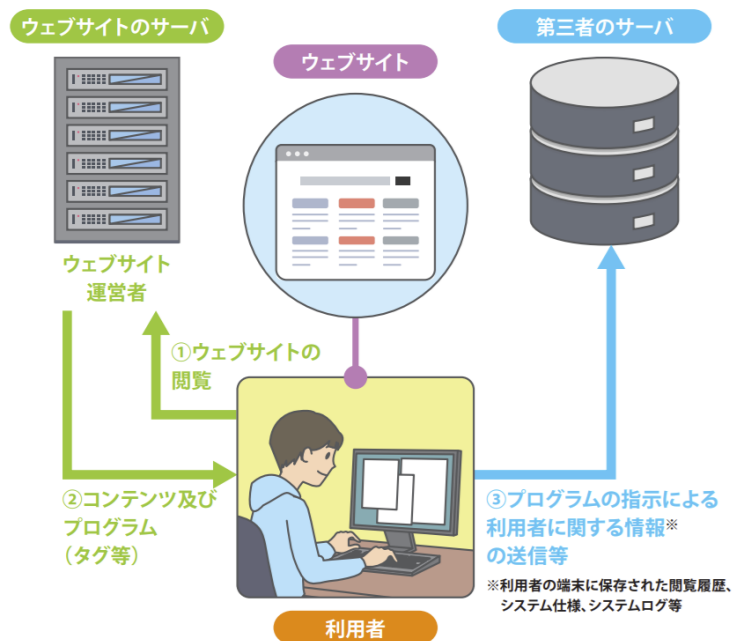 ウェブサイトのサーバ
第三者のサーバ
ウェブサイト
ウェブサイト
運営者
①ウェブサイトの
閲覧
②コンテンツ及び
プログラム
（タグ等）
③プログラムの指示による
利用者に関する情報※
の送信等
※利用者の端末に保存された閲覧履歴、
システム仕様、システムログ等
利用者